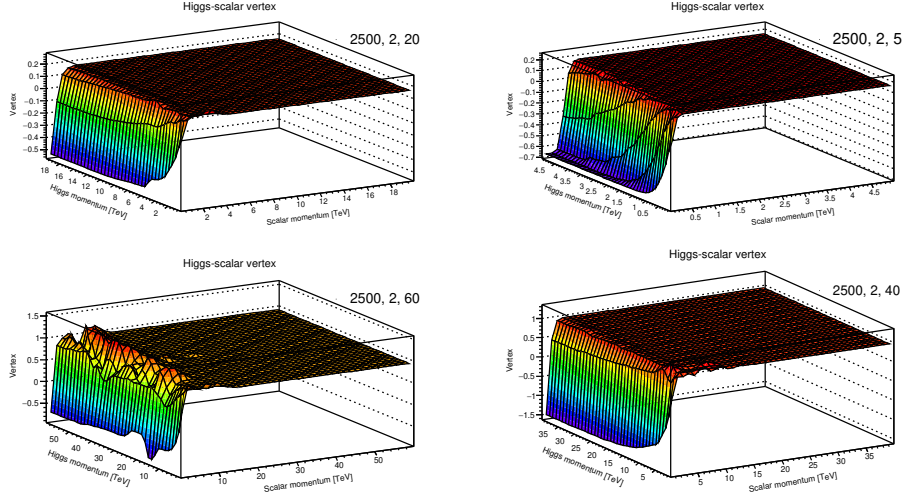 Higgs-scalar vertex
2500, 2, 20
Vertex
0.2
0.1
0
−0.1
−0.2
−0.3
−0.4
−0.5
18 16 14 12 10 8 6 4 2
Higgs momentum [TeV]
2 4 6 8 10 12 14 16 18
Scalar momentum [TeV]
Higgs-scalar vertex
2500, 2, 5
Vertex
0.2
0.1
0
−0.1
−0.2
−0.3
−0.4
−0.5
−0.6
−0.7
4.5 4 3.5 3 2.5 2 1.5 1 0.5
Higgs momentum [TeV]
0.5 1 1.5 2 2.5 3 3.5 4 4.5
Scalar momentum [TeV]
Higgs-scalar vertex
2500, 2, 60
Vertex
1.5
1
0.5
0
−0.5
50 40 30 20 10
Higgs momentum [TeV]
10 20 30 40 50
Scalar momentum [TeV]
Higgs-scalar vertex
2500, 2, 40
Vertex
1
0.5
0
−0.5
−1
−1.5
35 30 25 20 15 10 5
Higgs momentum [TeV]
5 10 15 20 25 30 35
Scalar momentum [TeV]